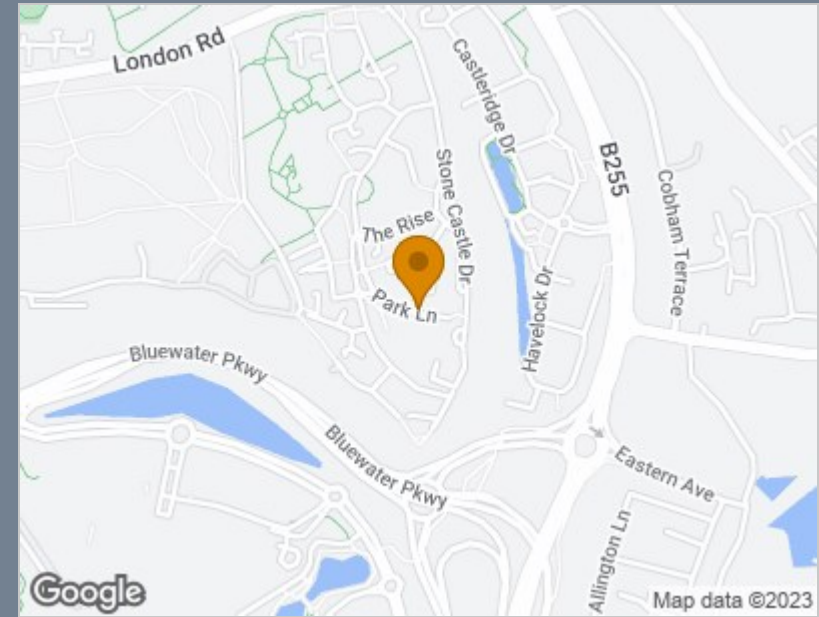 London Rd
Castleridge Dr
B255
Stone Castle Dr
Cobham Terrace
The Rise
Park Ln
Havelock Dr
Bluewater Pkwy
Bluewater Pkwy
Eastern Ave
Allington Ln
Google
Map data ©2023